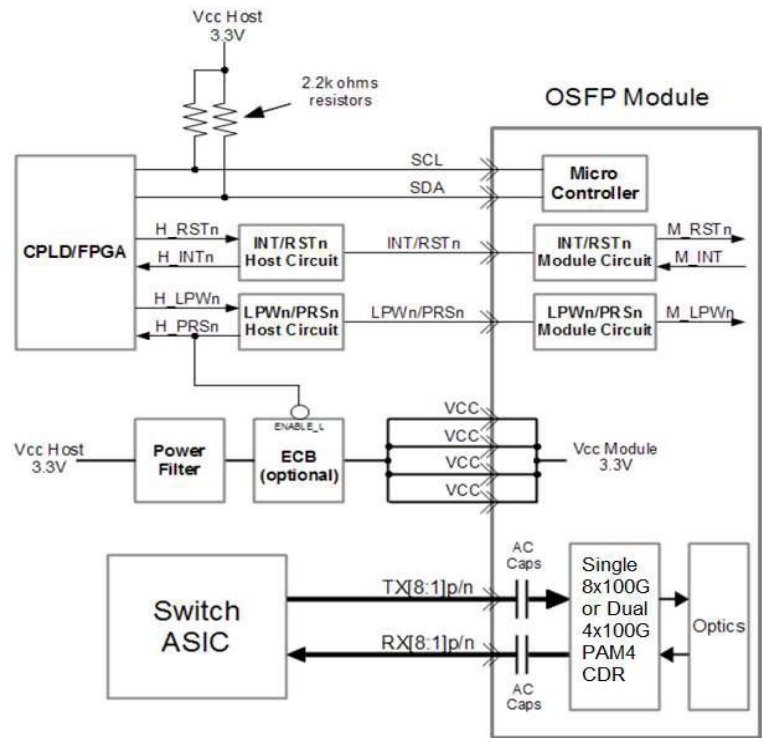 Vcc Host
3.3V
2.2k ohms
resistors
OSFP Module
SCL
SDA
Micro
Controller
CPLD/FPGA
H_RSTn
H_INTn
INT/RSTn
Host Circuit
INT/RSTn
INT/RSTn
Module Circuit
M_RSTn
M_INT
H_LPWn
H_PRSn
LPWn/PRSn
Host Circuit
LPWn/PRSn
LPWn/PRSn
Module Circuit
M_LPWn
Vcc Host
3.3V
Power
Filter
ENABLE_L
ECB
(optional)
VCC
VCC
VCC
VCC
Vcc Module
3.3V
Switch
ASIC
TX[8:1]p/n
RX[8:1]p/n
AC
Caps
AC
Caps
Single
8x100G
or Dual
4x100G
PAM4
CDR
Optics